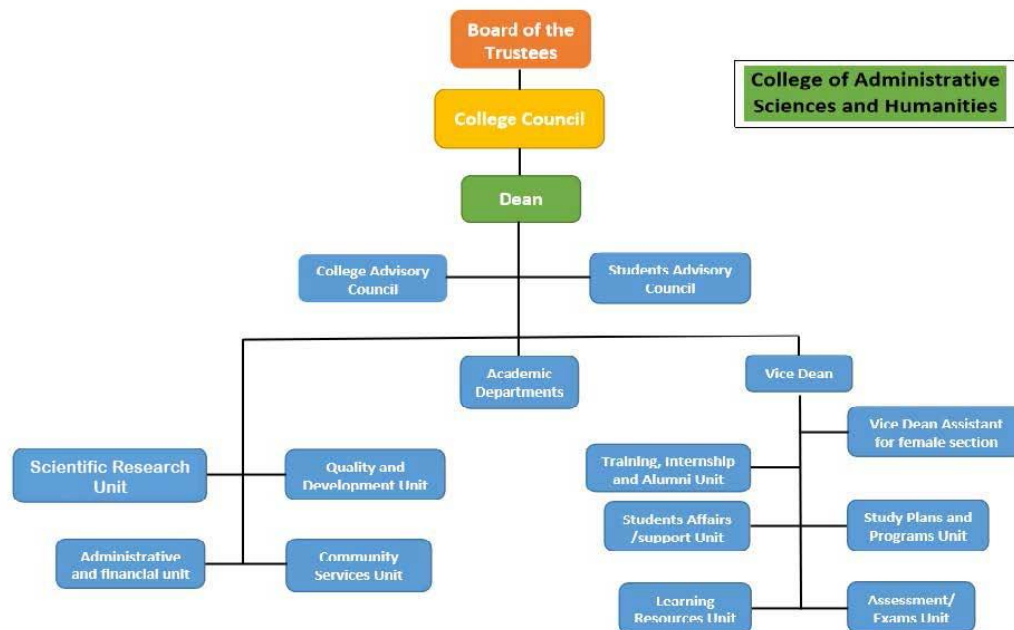 Board of the
Trustees
College of Administrative
Sciences and Humanities
College Council
Dean
College Advisory
Council
Students Advisory
Council
Academic
Departments
Vice Dean
Vice Dean Assistant
for female section
Scientific Research
Unit
Quality and
Development Unit
Training, Internship
and Alumni Unit
Students Affairs
/support Unit
Study Plans and
Programs Unit
Administrative
and financial unit
Community
Services Unit
Learning
Resources Unit
Assessment/
Exams Unit